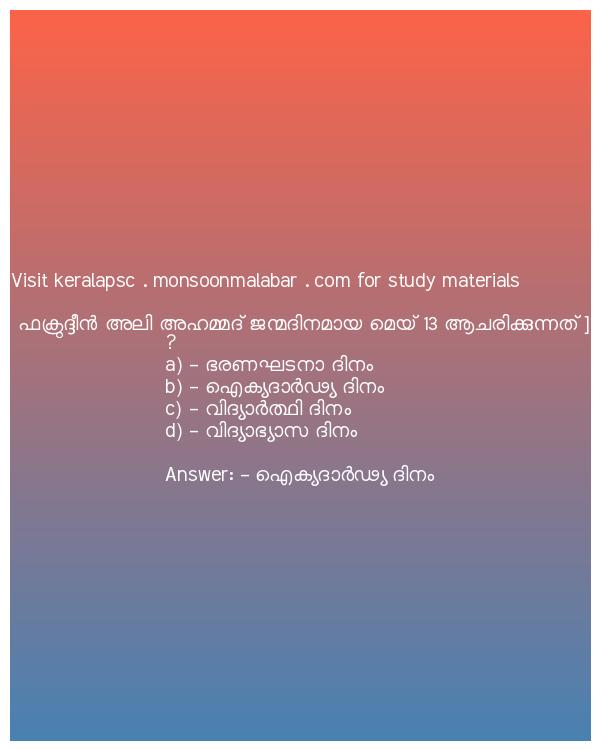 Visit keralapsc . monsoonmalabar . com for study materials
ഫക്രുദ്ദീൻ അലി അഹമ്മദ് ജന്മദിനമായ മെയ് 13 ആചരിക്കുന്നത് ]
?
a) - ഭരണഘടനാ ദിനം
b) - ഐക്യദാർഢ്യ ദിനം
c) - വിദ്യാർത്ഥി ദിനം
d) - വിദ്യാഭ്യാസ ദിനം
Answer: - ഐക്യദാർഢ്യ ദിനം